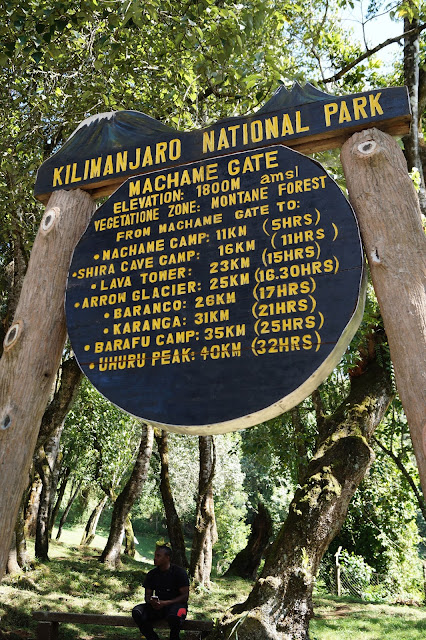 KILIMANJARO NATIONAL PARK
MACHAME GATE
ELEVATION: 1800M amsl
VEGETATIONE ZONE: MONTANE FOREST
FROM MACHAME GATE TO:
• MACHAME CAMP: 11KM (5HRS)
• SHIRA CAVE CAMP: 16KM (11HRS)
• LAVA TOWER: 23KM (15HRS)
• ARROW GLACIER: 25KM (16.30HRS)
• BARANCO: 26KM (17HRS)
• KARANGA: 31KM (21HRS)
• BARAFU CAMP: 35KM (25HRS)
• UHURU PEAK: 40KM (32HRS)